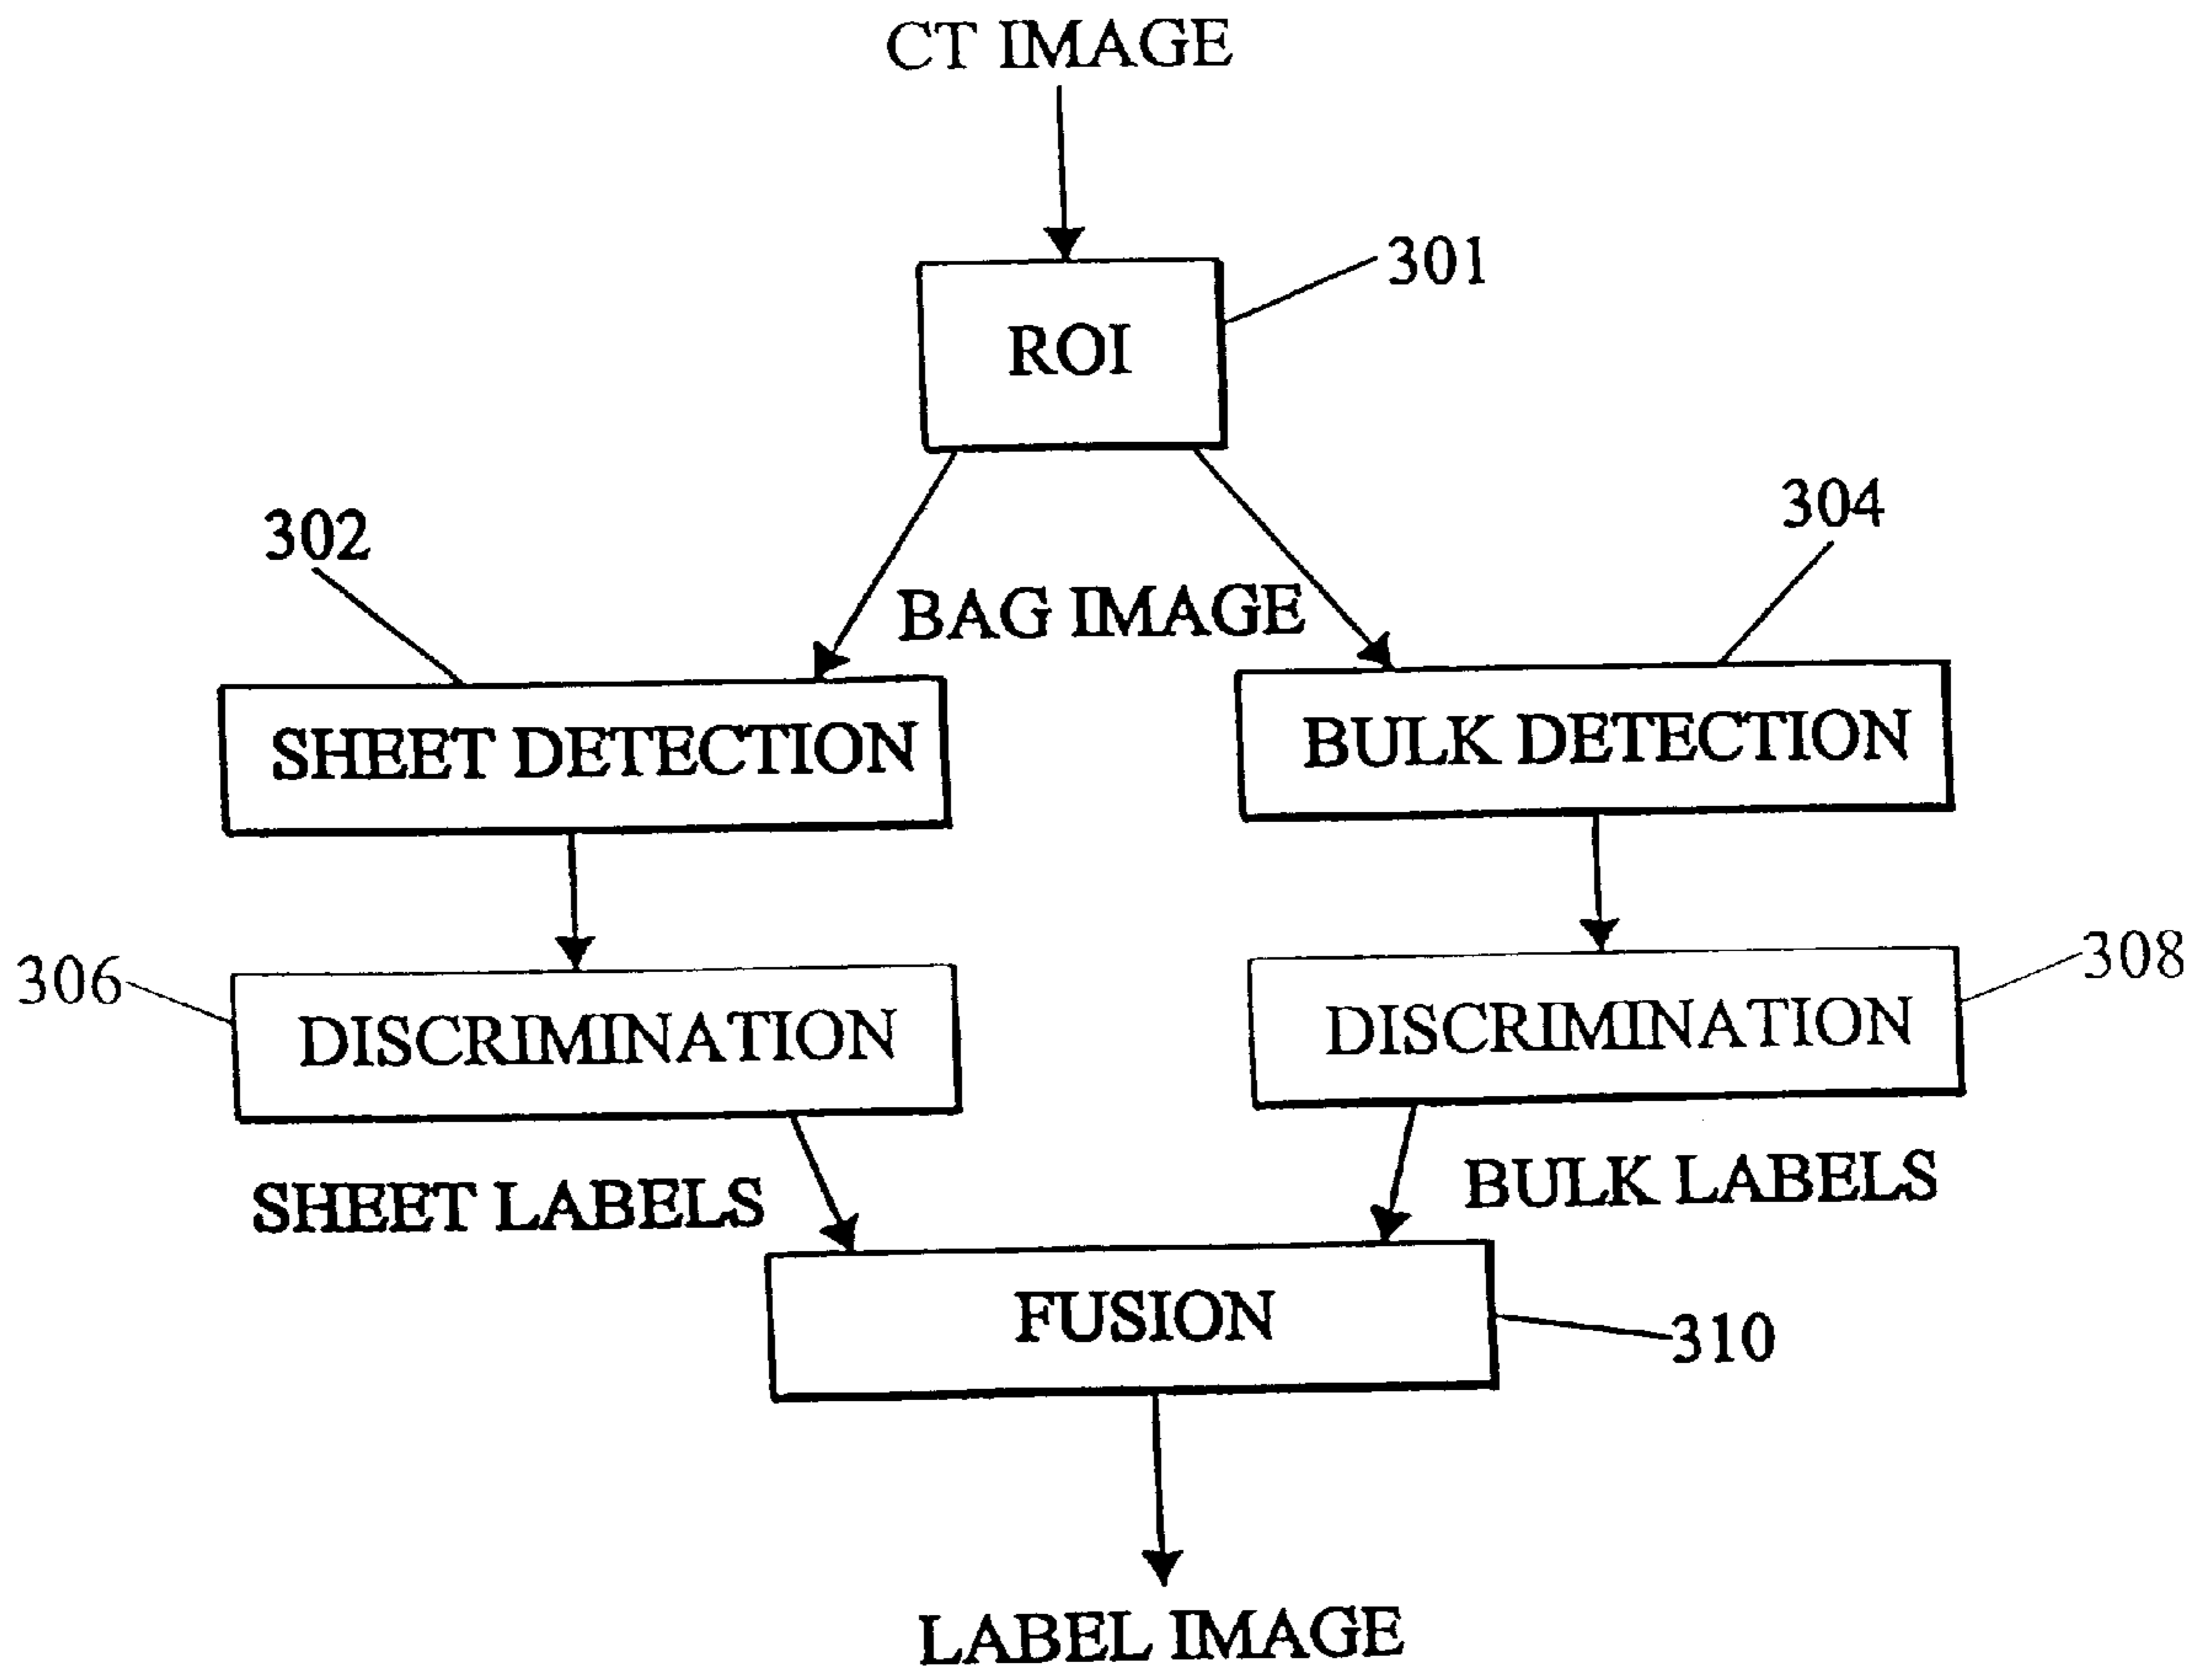 CT IMAGE
301
ROI
302
304
BAG IMAGE
SHEET DETECTION
BULK DETECTION
306
308
DISCRIMINATION
DISCRIMINATION
SHEET LABELS
BULK LABELS
FUSION
310
LABEL IMAGE